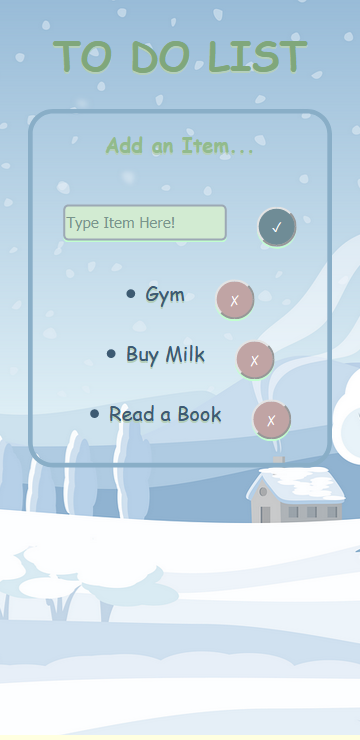 TO DO LIST
Add an Item...
Type Item Here! ✓
• Gym ✗
• Buy Milk ✗
• Read a Book ✗